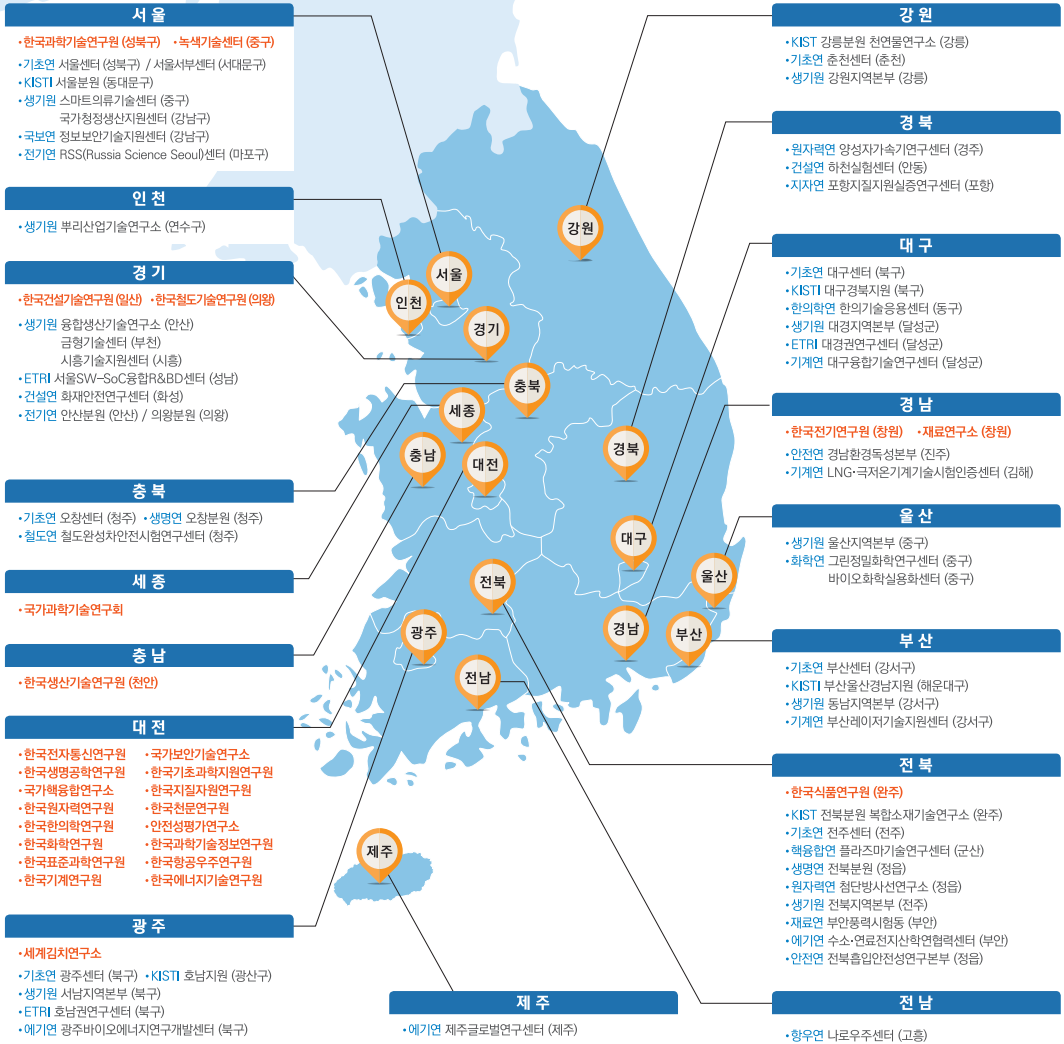 서울
•한국과학기술연구원 (성북구) •녹색기술센터 (중구)
•기초연 서울센터 (성북구) / 서울서부센터 (서대문구)
•KISTI 서울분원 (동대문구)
•생기원 스마트의류기술센터 (중구)
국가청정생산지원센터 (강남구)
•국보연 정보보안기술지원센터 (강남구)
•전기연 RSS(Russia Science Seoul)센터 (마포구)
인천
•생기원 뿌리산업기술연구소 (연수구)
경기
•한국건설기술연구원 (일산) •한국철도기술연구원 (의왕)
•생기원 융합생산기술연구소 (안산)
금형기술센터 (부천)
시흥기술지원센터 (시흥)
•ETRI 서울SW-SoC융합R&BD센터 (성남)
•건설연 화재안전연구센터 (화성)
•전기연 안산분원 (안산) / 의왕분원 (의왕)
충북
•기초연 오창센터 (청주) •생명연 오창분원 (청주)
•철도연 철도완성차안전시험연구센터 (청주)
세종
•국가과학기술연구회
충남
•한국생산기술연구원 (천안)
대전
•한국전자통신연구원 •국가보안기술연구소
•한국생명공학연구원 •한국기초과학지원연구원
•국가핵융합연구소 •한국지질자원연구원
•한국원자력연구원 •한국천문연구원
•한국한의학연구원 •안전성평가연구소
•한국화학연구원 •한국과학기술정보연구원
•한국표준과학연구원 •한국항공우주연구원
•한국기계연구원 •한국에너지기술연구원
광주
•세계김치연구소
•기초연 광주센터 (북구) •KISTI 호남지원 (광산구)
•생기원 서남지역본부 (북구)
•ETRI 호남권연구센터 (북구)
•에기연 광주바이오에너지연구개발센터 (북구)
강원
서울
인천
경기
충북
세종
충남
대전
경북
대구
울산
전북
광주
경남
부산
전남
제주
제주
•에기연 제주글로벌연구센터 (제주)
강원
•KIST 강릉분원 천연물연구소 (강릉)
•기초연 춘천센터 (춘천)
•생기원 강원지역본부 (강릉)
경북
•원자력연 양성자가속기연구센터 (경주)
•건설연 하천실험센터 (안동)
•지자연 포항지질지원실증연구센터 (포항)
대구
•기초연 대구센터 (북구)
•KISTI 대구경북지원 (북구)
•한의학연 한의기술응용센터 (동구)
•생기원 대경지역본부 (달성군)
•ETRI 대경권연구센터 (달성군)
•기계연 대구융합기술연구센터 (달성군)
경남
•한국전기연구원 (창원) •재료연구소 (창원)
•안전연 경남환경독성본부 (진주)
•기계연 LNG·극저온기계기술시험인증센터 (김해)
울산
•생기원 울산지역본부 (중구)
•화학연 그린정밀화학연구센터 (중구)
바이오화학실용화센터 (중구)
부산
•기초연 부산센터 (강서구)
•KISTI 부산울산경남지원 (해운대구)
•생기원 동남지역본부 (강서구)
•기계연 부산레이저기술지원센터 (강서구)
전북
•한국식품연구원 (완주)
•KIST 전북분원 복합소재기술연구소 (완주)
•기초연 전주센터 (전주)
•핵융합연 플라즈마기술연구센터 (군산)
•생명연 전북분원 (정읍)
•원자력연 첨단방사선연구소 (정읍)
•생기원 전북지역본부 (전주)
•재료연 부안풍력시험동 (부안)
•에기연 수소·연료전지산학연협력센터 (부안)
•안전연 전북흡입안전성연구본부 (정읍)
전남
•항우연 나로우주센터 (고흥)